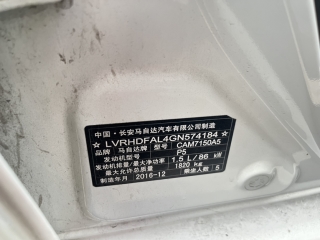 中国·长安马自达汽车有限公司制造
★LVRHDFAL4GN574184★
品牌 马自达牌 型号 CAM7150A5
发动机型号 P5
发动机排量/最大净功率 1.5 L/86 kW
最大允许总质量 1820 kg
制造年月 2016-12 乘坐人数 5